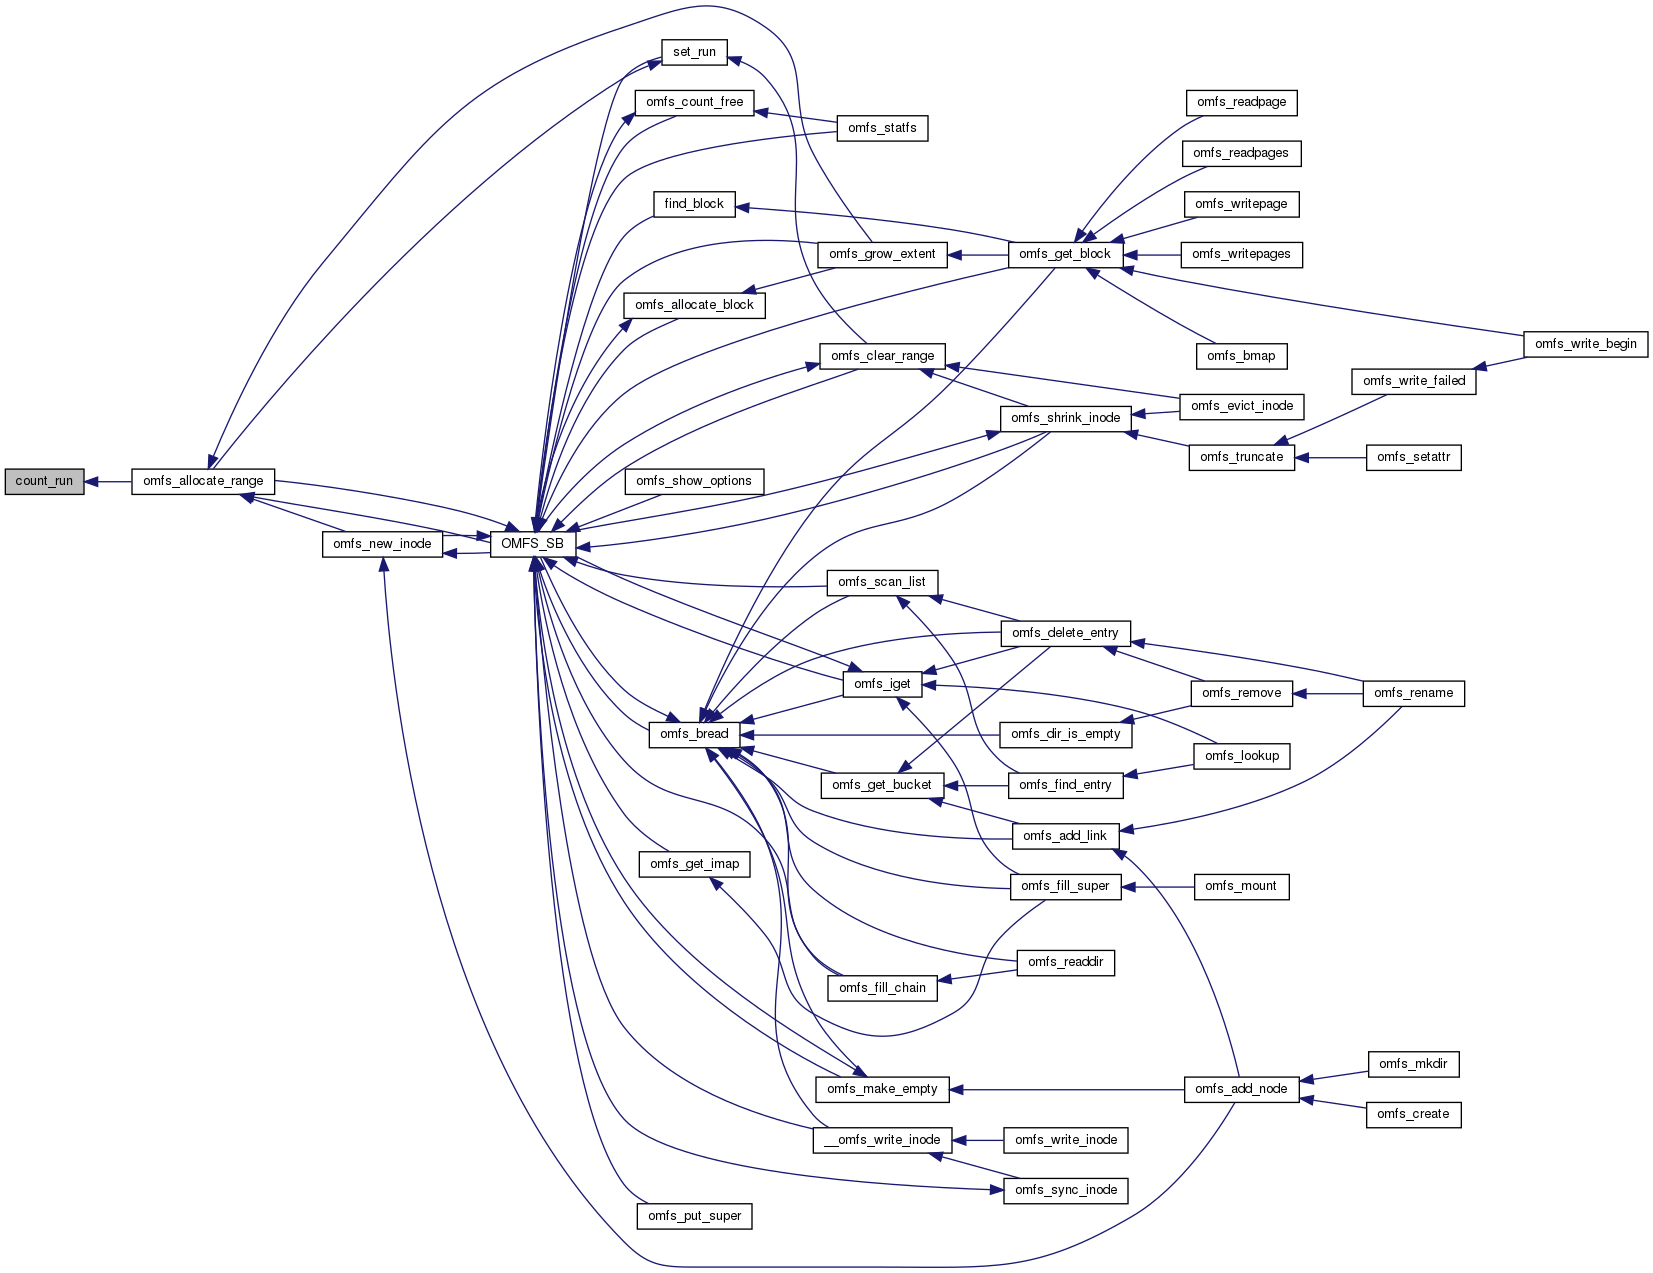 set_run
omfs_count_free
omfs_readpage
omfs_statfs
omfs_readpages
find_block
omfs_writepage
omfs_grow_extent
omfs_get_block
omfs_writepages
omfs_allocate_block
omfs_clear_range
omfs_bmap
omfs_write_begin
omfs_write_failed
omfs_evict_inode
omfs_shrink_inode
omfs_truncate
omfs_setattr
count_run
omfs_allocate_range
omfs_show_options
omfs_new_inode
OMFS_SB
omfs_scan_list
omfs_delete_entry
omfs_iget
omfs_remove
omfs_rename
omfs_bread
omfs_dir_is_empty
omfs_lookup
omfs_get_bucket
omfs_find_entry
omfs_add_link
omfs_get_imap
omfs_fill_super
omfs_mount
omfs_readdir
omfs_fill_chain
omfs_mkdir
omfs_make_empty
omfs_add_node
omfs_create
__omfs_write_inode
omfs_write_inode
omfs_sync_inode
omfs_put_super